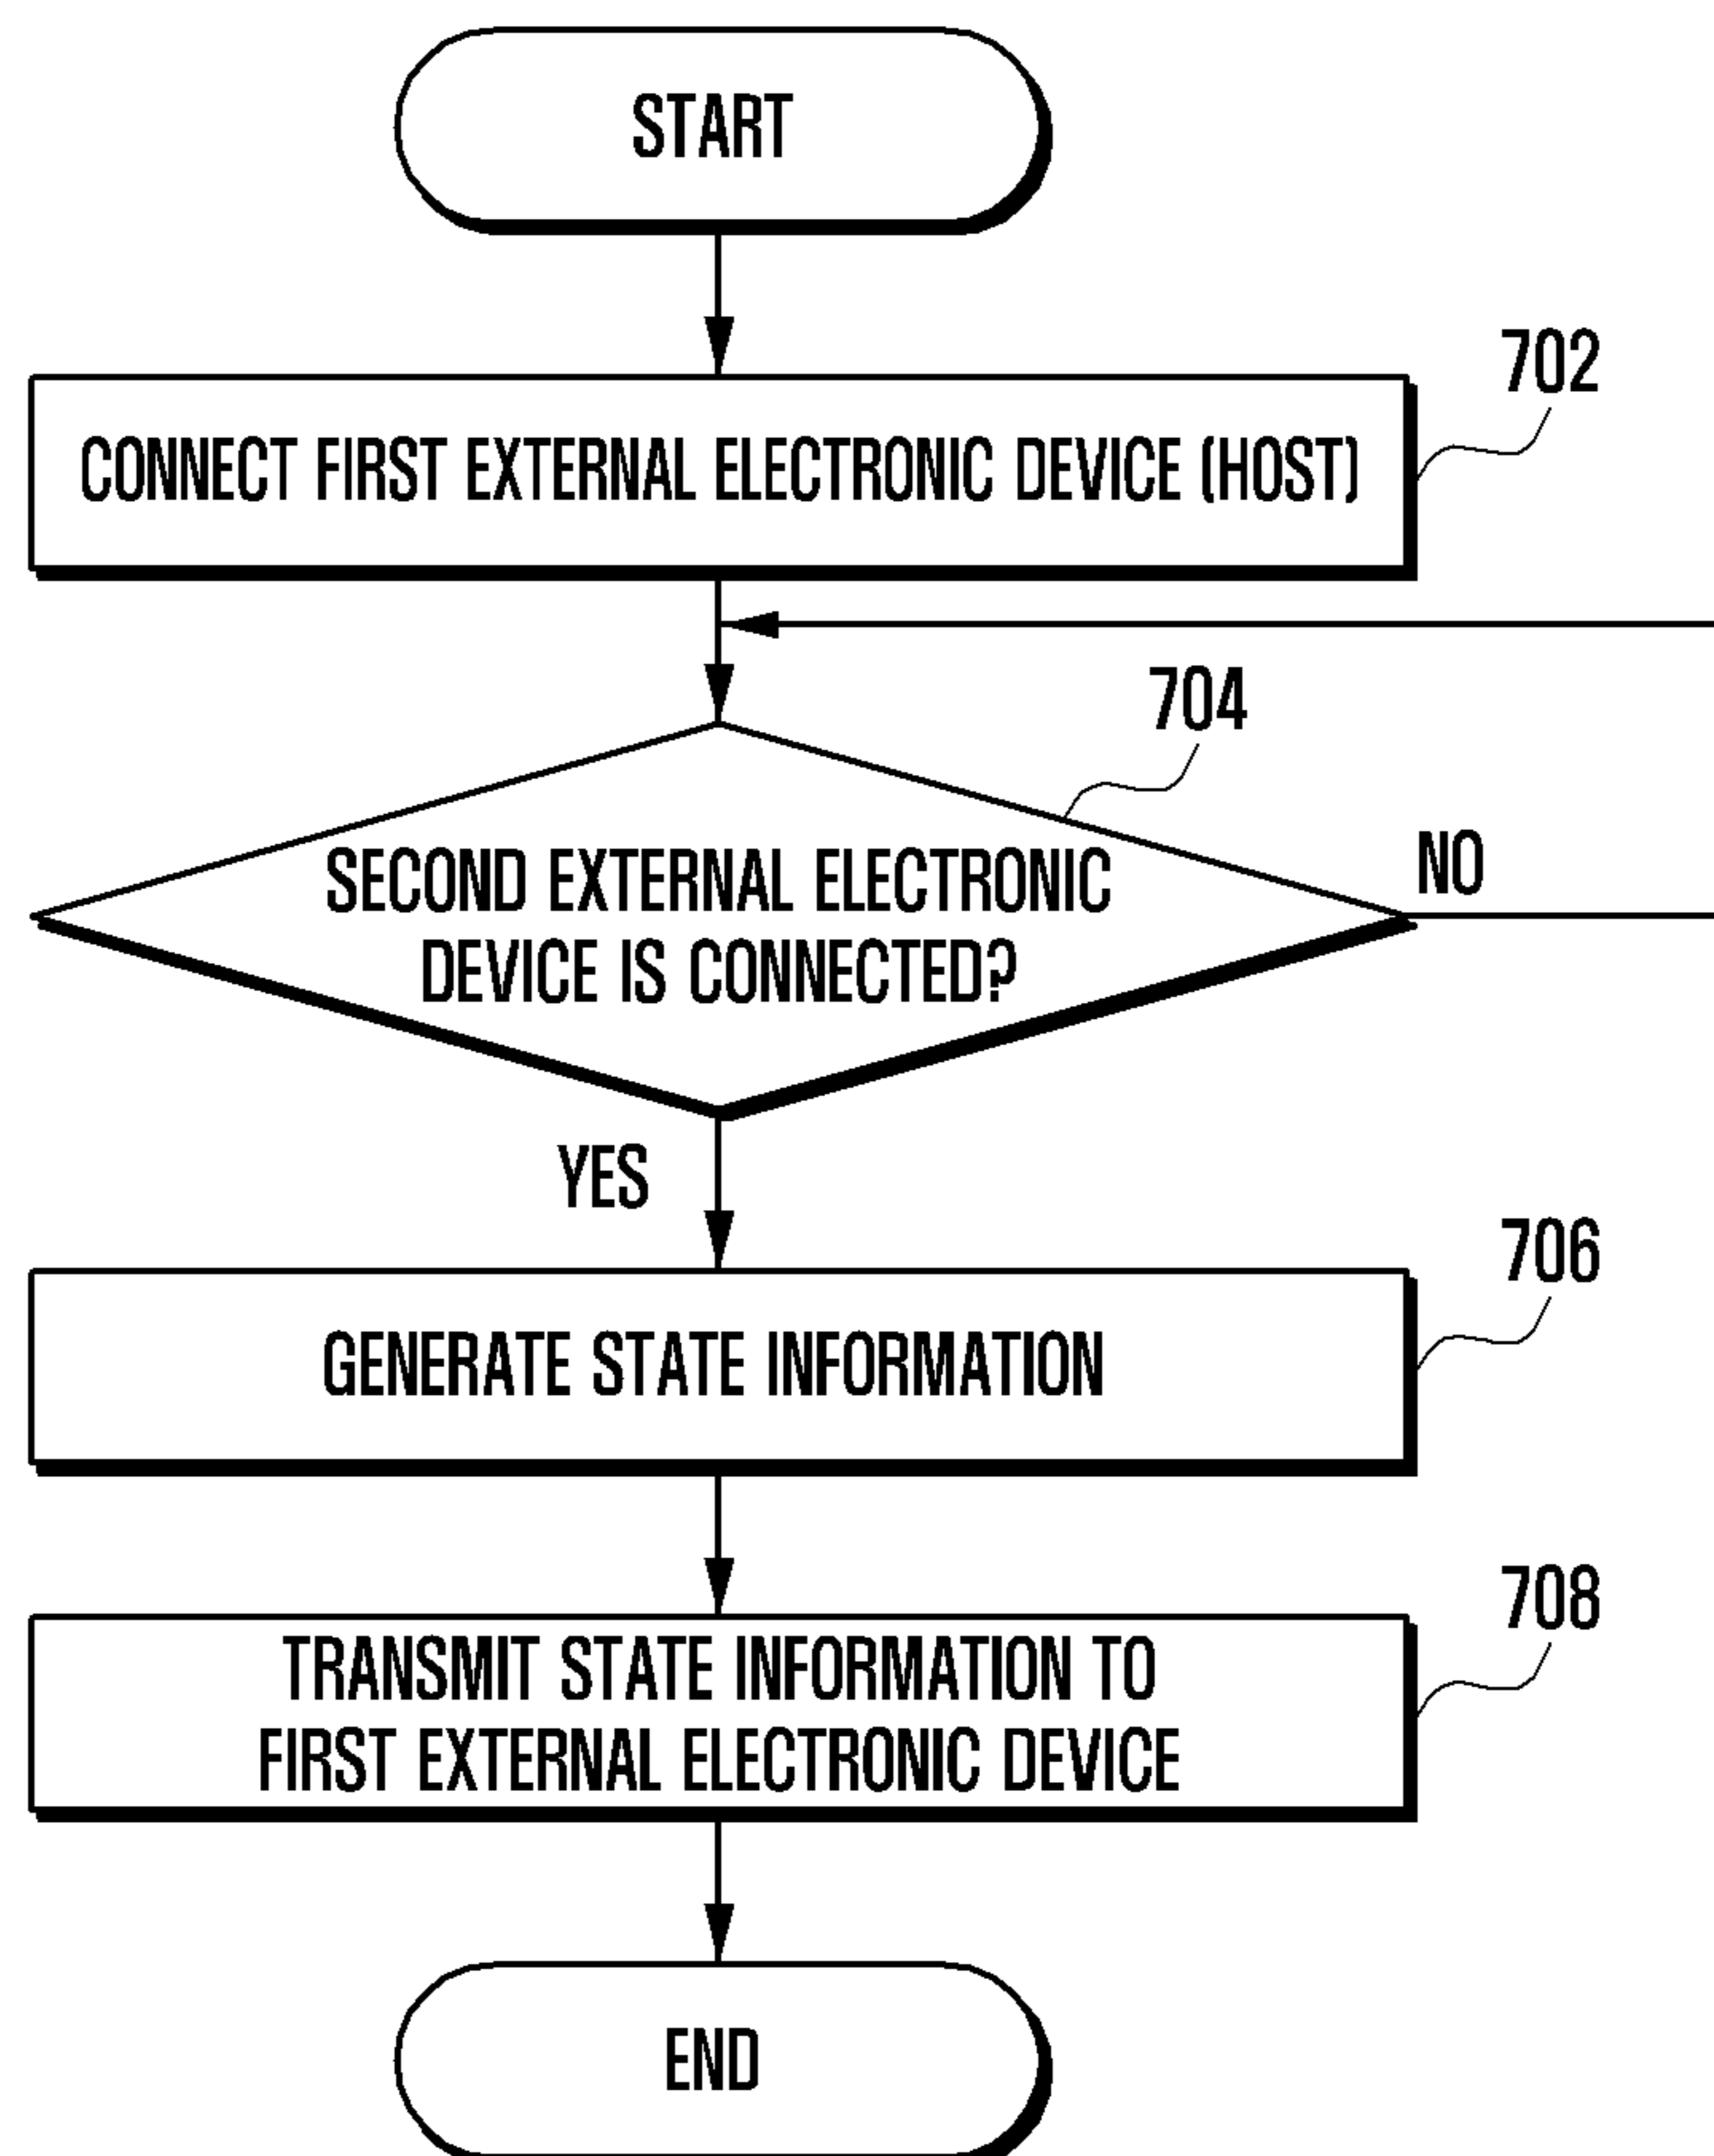 START
702
CONNECT FIRST EXTERNAL ELECTRONIC DEVICE (HOST)
704
SECOND EXTERNAL ELECTRONIC
DEVICE IS CONNECTED?
NO
YES
706
GENERATE STATE INFORMATION
708
TRANSMIT STATE INFORMATION TO
FIRST EXTERNAL ELECTRONIC DEVICE
END